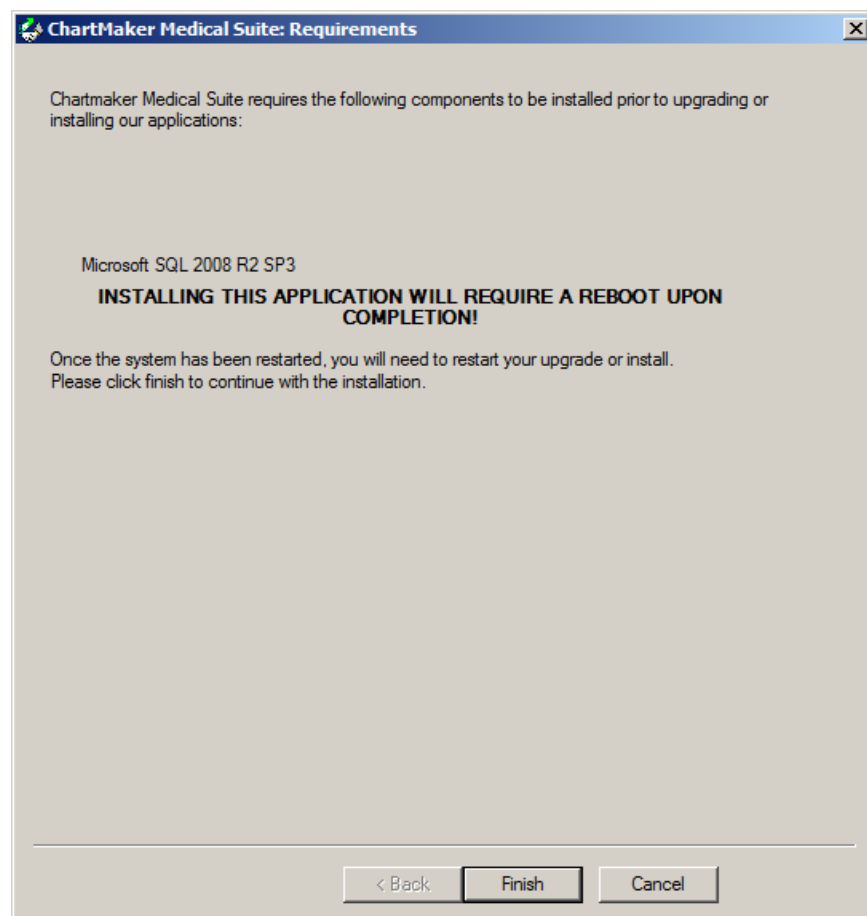 ChartMaker Medical Suite: Requirements
Chartmaker Medical Suite requires the following components to be installed prior to upgrading or
installing our applications:
Microsoft SQL 2008 R2 SP3
INSTALLING THIS APPLICATION WILL REQUIRE A REBOOT UPON
COMPLETION!
Once the system has been restarted, you will need to restart your upgrade or install.
Please click finish to continue with the installation.
< Back Finish Cancel